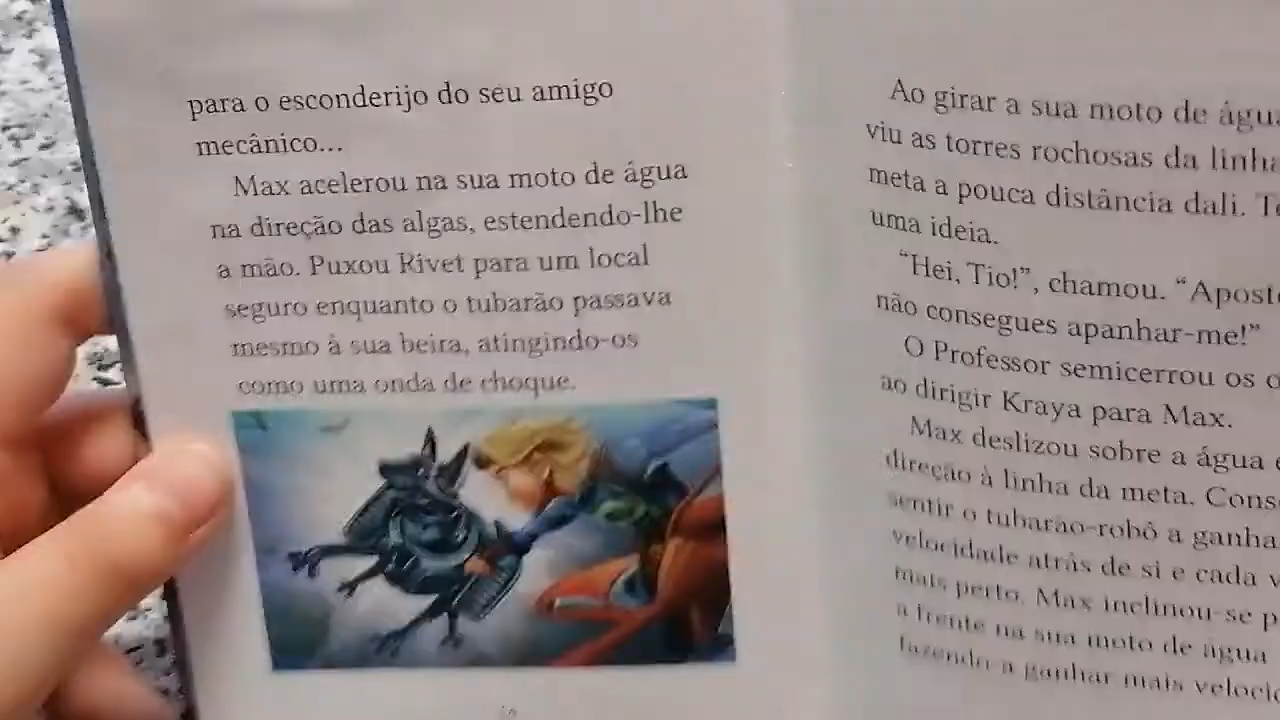 para o esconderijo do seu amigo
mecânico...
Max acelerou na sua moto de água
na direção das algas, estendendo-lhe
a mão. Puxou Rivet para um local
seguro enquanto o tubarão passava
mesmo à sua beira, atingindo-os
como uma onda de choque.
Ao girar a sua moto de água
viu as torres rochosas da linha
meta a pouca distância dali.
uma ideia.
“Hei, Tio!”, chamou.
não consegues apanhar-me!”
O Professor semicerrou os
ao dirigir Kraya para Max.
Max deslizou sobre a água
direção à linha da meta.
sentir o tubarão-robô a
velocidade atrás de si e cada
mais perto. Max inclinou-se
a frente na sua moto de água
fazendo-a ganhar mais